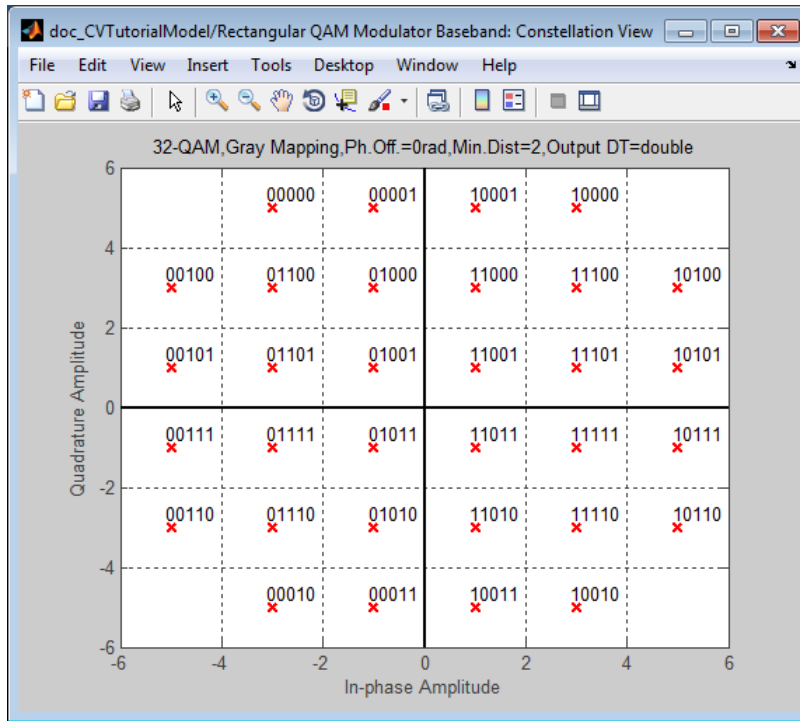 doc_CVTutorialModel/Rectangular QAM Modulator Baseband: Constellation View
File Edit View Insert Tools Desktop Window Help
32-QAM,Gray Mapping,Ph.Off.=0rad,Min.Dist=2,Output DT=double
6
00000 00001 10001 10000
4
00100 01100 01000 11000 11100 10100
2
00101 01101 01001 11001 11101 10101
0
Quadrature Amplitude
00111 01111 01011 11011 11111 10111
-2
00110 01110 01010 11010 11110 10110
-4
00010 00011 10011 10010
-6
-6 -4 -2 0 2 4 6
In-phase Amplitude